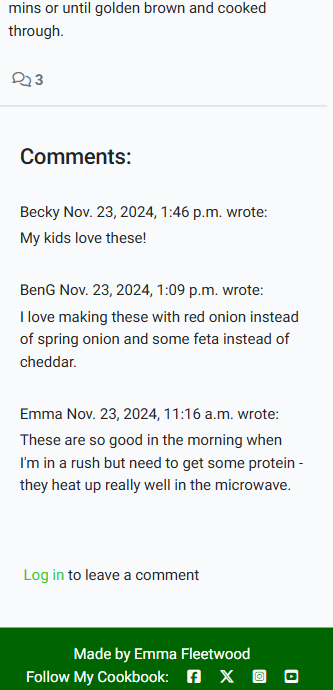 mins or until golden brown and cooked
through.
3
Comments:
Becky Nov. 23, 2024, 1:46 p.m. wrote:
My kids love these!
BenG Nov. 23, 2024, 1:09 p.m. wrote:
I love making these with red onion instead
of spring onion and some feta instead of
cheddar.
Emma Nov. 23, 2024, 11:16 a.m. wrote:
These are so good in the morning when
I'm in a rush but need to get some protein -
they heat up really well in the microwave.
Log in to leave a comment
Made by Emma Fleetwood
Follow My Cookbook: